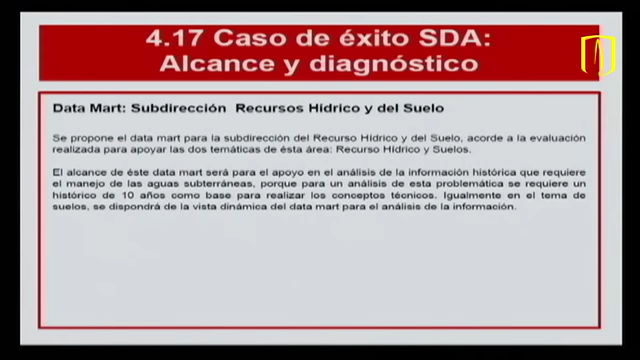 4.17 Caso de éxito SDA:
Alcance y diagnóstico
Data Mart: Subdirección Recursos Hídrico y del Suelo
Se propone el data mart para la subdirección del Recurso Hídrico y del Suelo, acorde a la evaluación
realizada para apoyar las dos temáticas de ésta área: Recurso Hídrico y Suelos.
El alcance de éste data mart será para el apoyo en el análisis de la información histórica que requiere
el manejo de las aguas subterráneas, porque para un análisis de esta problemática se requiere un
histórico de 10 años como base para realizar los conceptos técnicos. Igualmente en el tema de
suelos, se dispondrá de la vista dinámica del data mart para el análisis de la información.